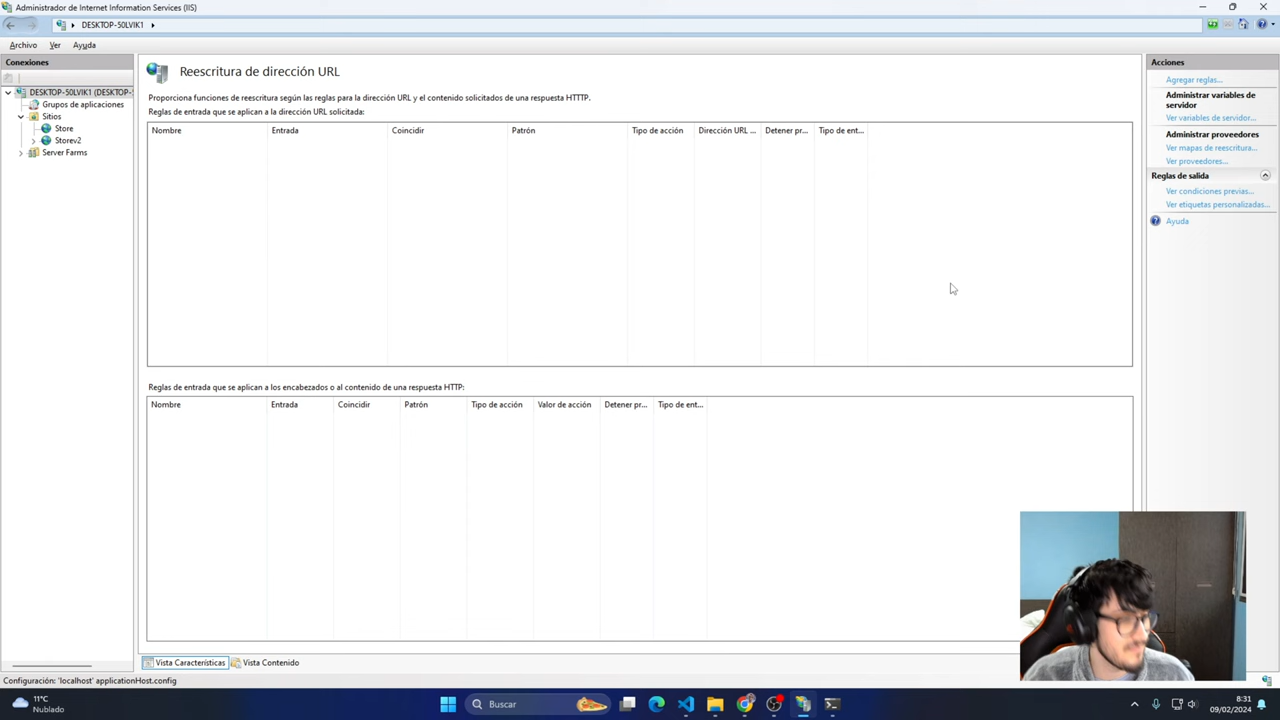 Administrador de Internet Information Services (IIS)
DESKTOP-50LVIK1
Archivo Ver Ayuda
Conexiones
DESKTOP-50LVIK1 (DESKTOP-
Grupos de aplicaciones
Sitios
Store
Storev2
Server Farms
Reescritura de dirección URL
Proporciona funciones de reescritura según las reglas para la dirección URL y el contenido solicitados de una respuesta HTTTP.
Reglas de entrada que se aplican a la dirección URL solicitada:
Nombre Entrada Coincidir Patrón Tipo de acción Dirección URL ... Detener pr... Tipo de ent...
Reglas de entrada que se aplican a los encabezados o al contenido de una respuesta HTTP:
Nombre Entrada Coincidir Patrón Tipo de acción Valor de acción Detener pr... Tipo de ent...
Vista Características Vista Contenido
Acciones
Agregar reglas...
Administrar variables de
servidor
Ver variables de servidor...
Administrar proveedores
Ver mapas de reescritura...
Ver proveedores...
Reglas de salida
Ver condiciones previas...
Ver etiquetas personalizadas...
Ayuda
Configuración: 'localhost' applicationHost.config
11°C
Nublado
Buscar
8:31
09/02/2024